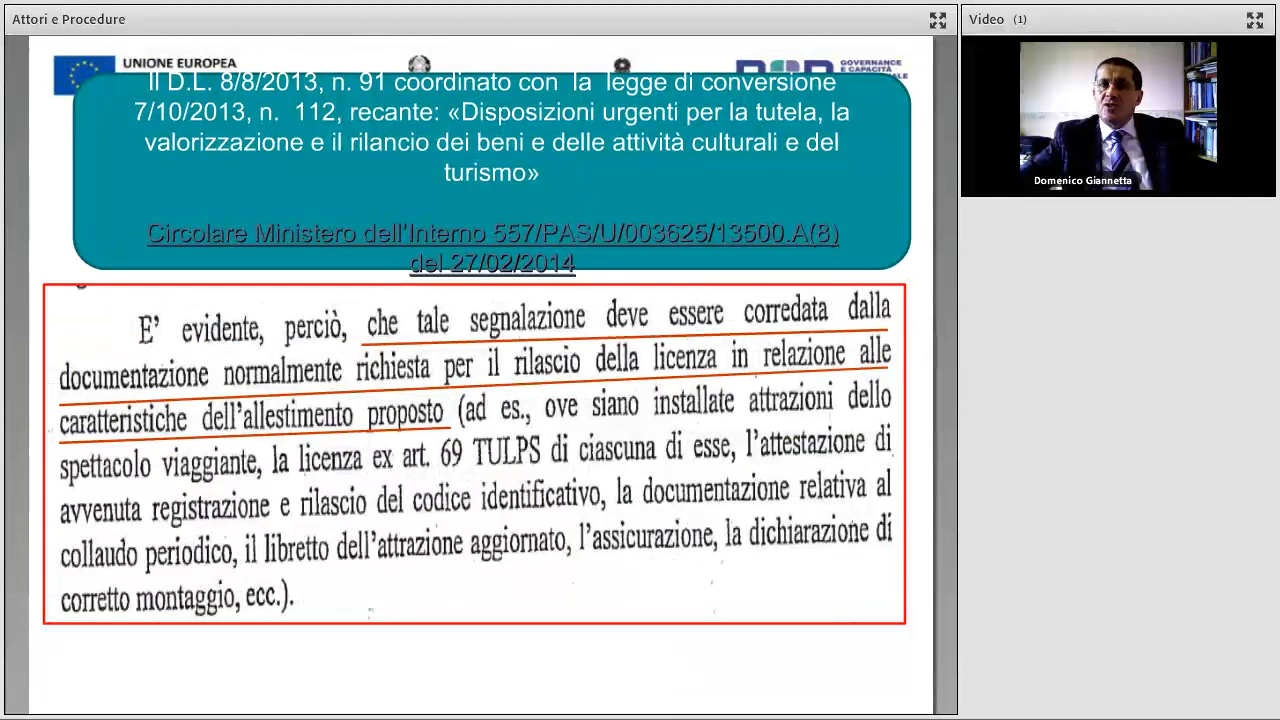 Attori e Procedure
Video (1)
UNIONE EUROPEA
GOVERNANCE
E CAPACITÀ
Il D.L. 8/8/2013, n. 91 coordinato con la legge di conversione
7/10/2013, n. 112, recante: «Disposizioni urgenti per la tutela, la
valorizzazione e il rilancio dei beni e delle attività culturali e del
turismo»
Circolare Ministero dell'Interno 557/PAS/U/003625/13500.A(8)
del 27/02/2014
E' evidente, perciò, che tale segnalazione deve essere corredata dalla
documentazione normalmente richiesta per il rilascio della licenza in relazione alle
caratteristiche dell'allestimento proposto (ad es., ove siano installate attrazioni dello
spettacolo viaggiante, la licenza ex art. 69 TULPS di ciascuna di esse, l'attestazione di
avvenuta registrazione e rilascio del codice identificativo, la documentazione relativa al
collaudo periodico, il libretto dell'attrazione aggiornato, l'assicurazione, la dichiarazione di
corretto montaggio, ecc.).
Domenico Giannetta